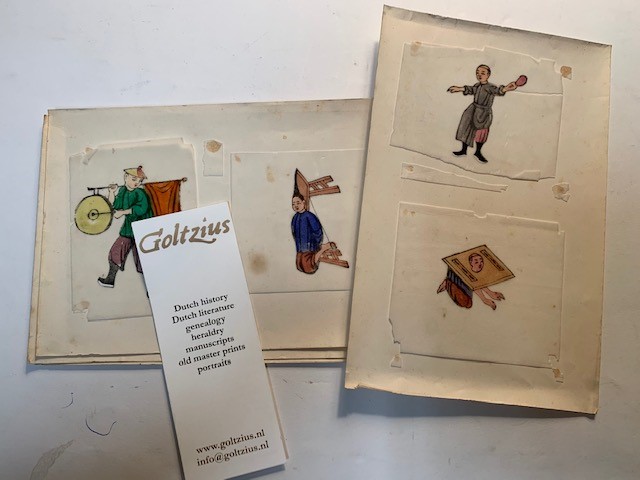 Goltzius
Dutch history
Dutch literature
genealogy
heraldry
manuscripts
old master prints
portraits
www.goltzius.nl
info@goltzius.nl